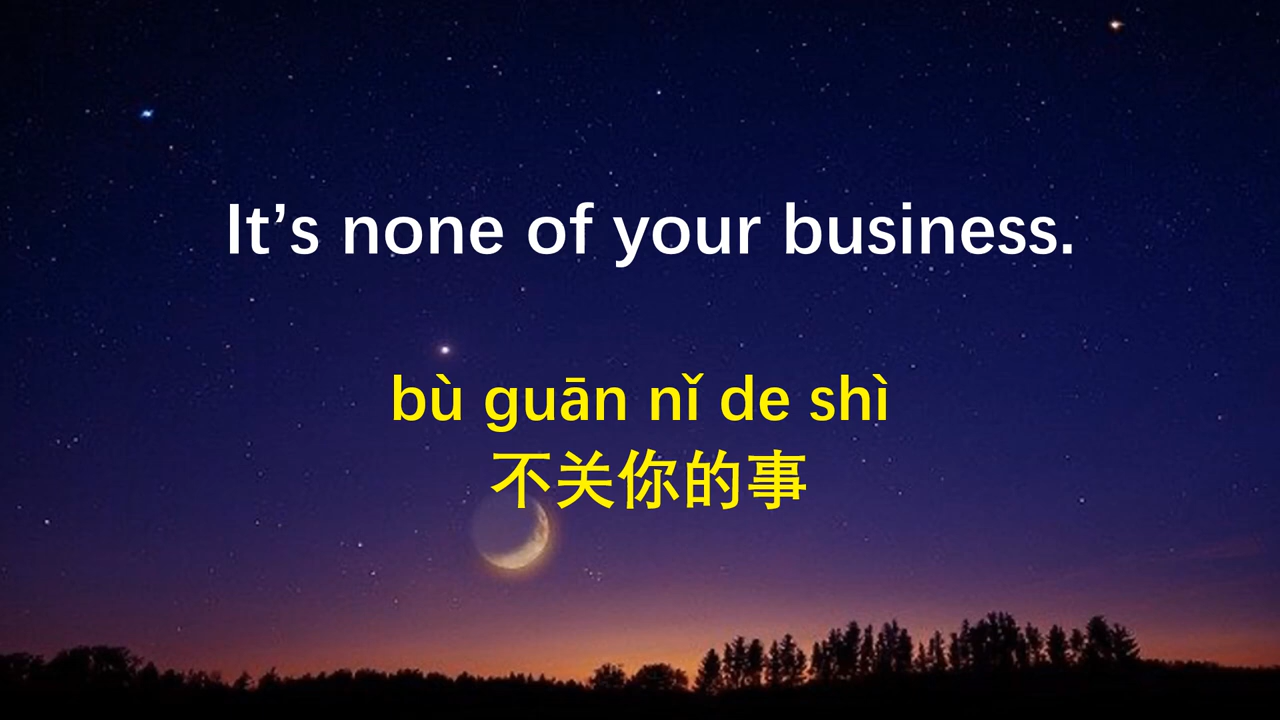 It’s none of your business.
bù guān nǐ de shì
不关你的事